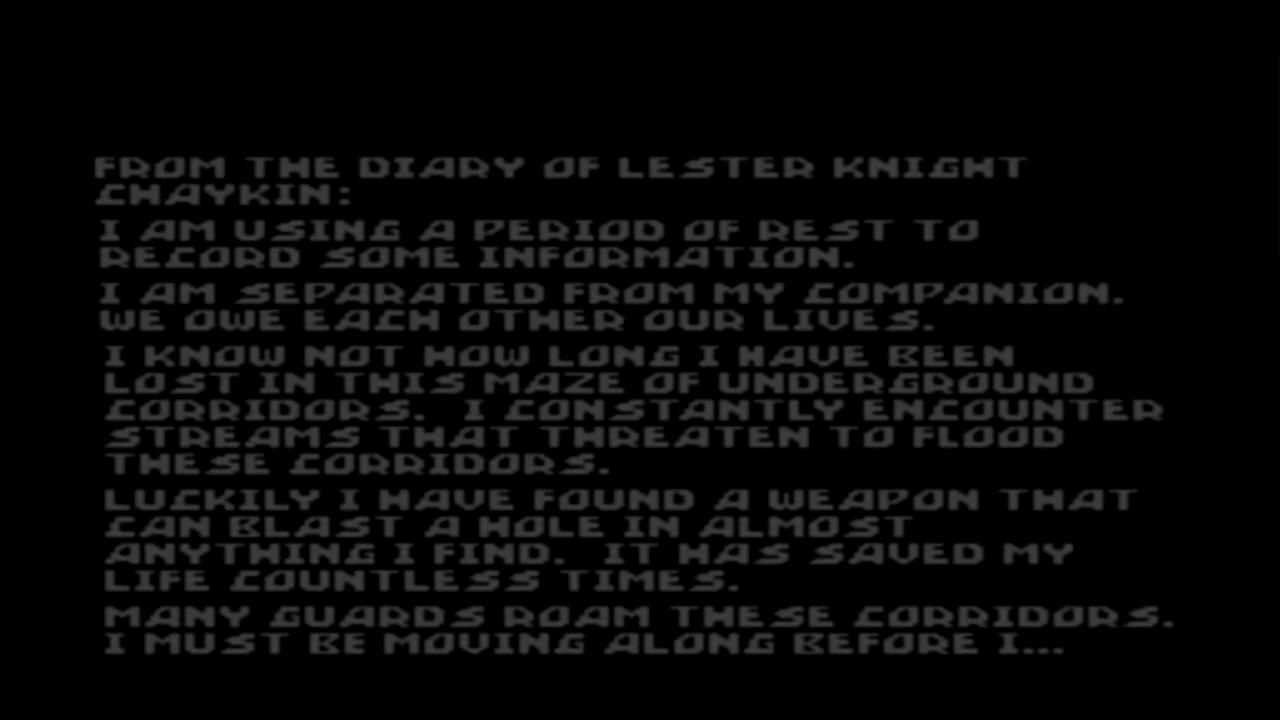 FROM THE DIARY OF LESTER KNIGHT
CHAYKIN:
I AM USING A PERIOD OF REST TO
RECORD SOME INFORMATION.
I AM SEPARATED FROM MY COMPANION.
WE OWE EACH OTHER OUR LIVES.
I KNOW NOT HOW LONG I HAVE BEEN
LOST IN THIS MAZE OF UNDERGROUND
CORRIDORS.  I CONSTANTLY ENCOUNTER
STREAMS THAT THREATEN TO FLOOD
THESE CORRIDORS.
LUCKILY I HAVE FOUND A WEAPON THAT
CAN BLAST A HOLE IN ALMOST
ANYTHING I FIND.  IT HAS SAVED MY
LIFE COUNTLESS TIMES.
MANY GUARDS ROAM THESE CORRIDORS.
I MUST BE MOVING ALONG BEFORE I...